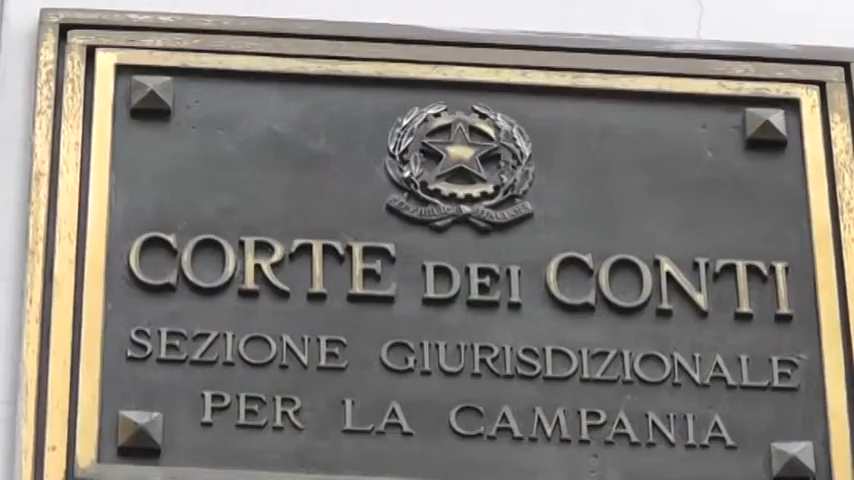 CORTE DEI CONTI
SEZIONE GIURISDIZIONALE
PER LA CAMPANIA